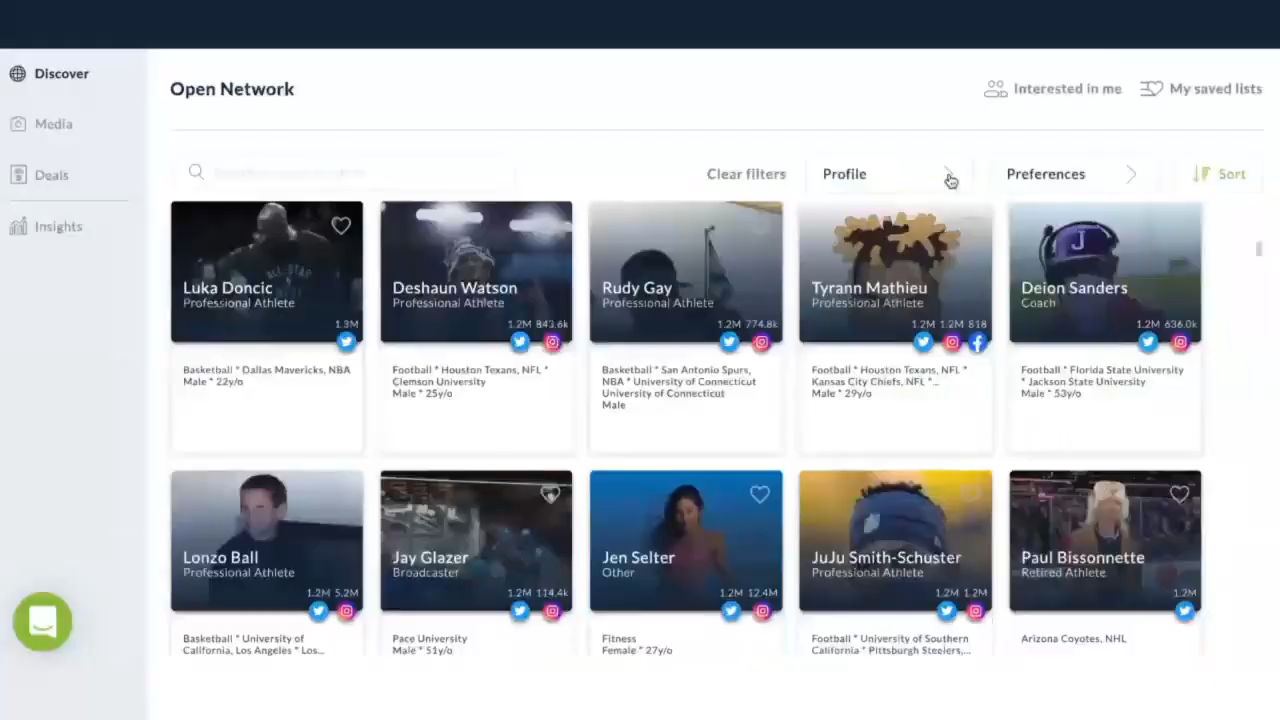 Discover
Media
Deals
Insights
Open Network
Interested in me
My saved lists
Clear filters
Profile
Preferences
Sort
Luka Doncic
Professional Athlete
1.3M
Basketball * Dallas Mavericks, NBA
Male * 22y/o
Deshaun Watson
Professional Athlete
1.2M 843.6k
Football * Houston Texans, NFL *
Clemson University
Male * 25y/o
Rudy Gay
Professional Athlete
1.2M 774.8k
Basketball * San Antonio Spurs,
NBA * University of Connecticut
University of Connecticut
Male
Tyrann Mathieu
Professional Athlete
1.2M 1.2M 818
Football * Houston Texans, NFL *
Kansas City Chiefs, NFL *...
Male * 29y/o
J
Deion Sanders
Coach
1.2M 636.0k
Football * Florida State University
* Jackson State University
Male * 53y/o
Lonzo Ball
Professional Athlete
1.2M 5.2M
Basketball * University of
California, Los Angeles * Los...
Jay Glazer
Broadcaster
1.2M 114.4k
Pace University
Male * 51y/o
Jen Selter
Other
1.2M 12.4M
Fitness
Female * 27y/o
JuJu Smith-Schuster
Professional Athlete
1.2M 1.2M
Football * University of Southern
California * Pittsburgh Steelers,...
Paul Bissonnette
Retired Athlete
1.2M
Arizona Coyotes, NHL